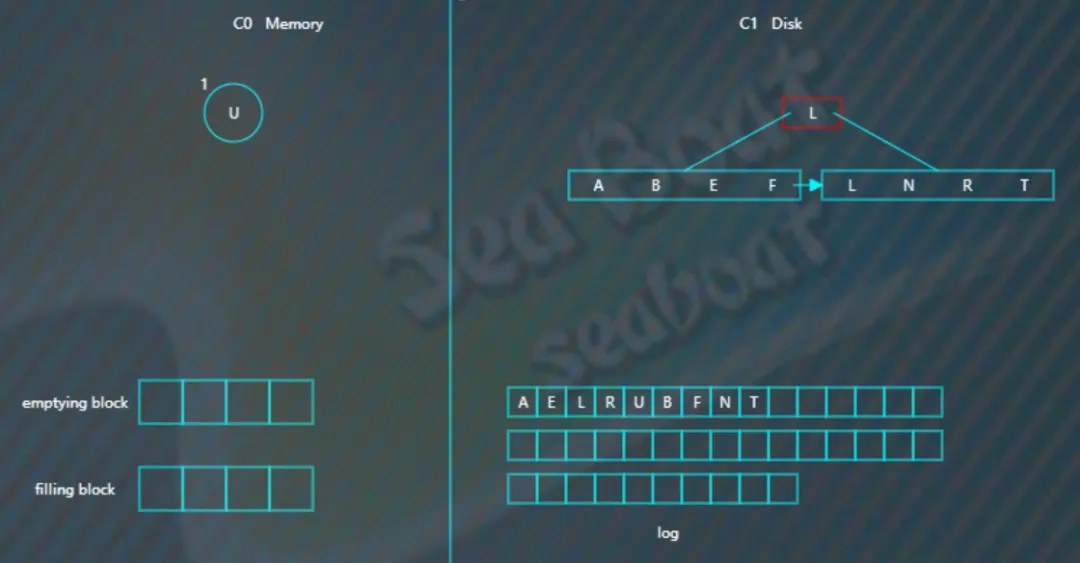 C0 Memory
C1 Disk
1
U
L
A B E F
L N R T
Sea Boat
seaboat
emptying block
A E L R U B F N T
filling block
log